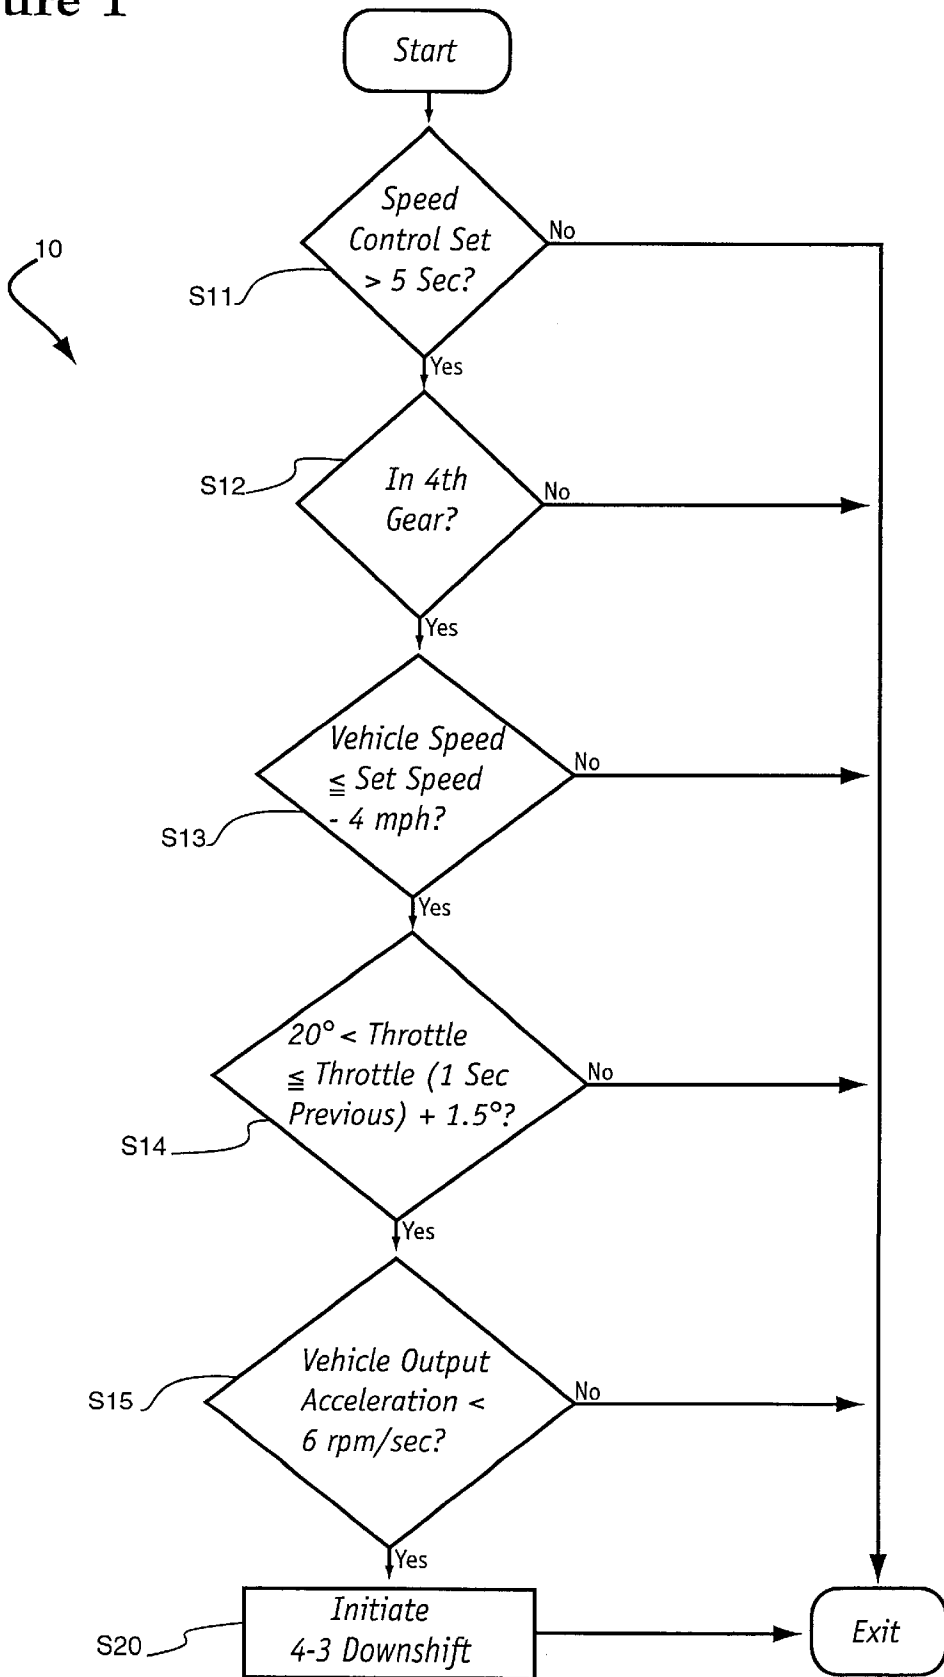 ure 1
Start
Speed
Control Set
> 5 Sec?
No
10
S11
Yes
In 4th
Gear?
S12
No
Yes
Vehicle Speed
≦ Set Speed
- 4 mph?
No
S13
Yes
20° < Throttle
≦ Throttle (1 Sec
Previous) + 1.5°?
No
S14
Yes
Vehicle Output
Acceleration <
6 rpm/sec?
No
S15
Yes
Initiate
4-3 Downshift
S20
Exit